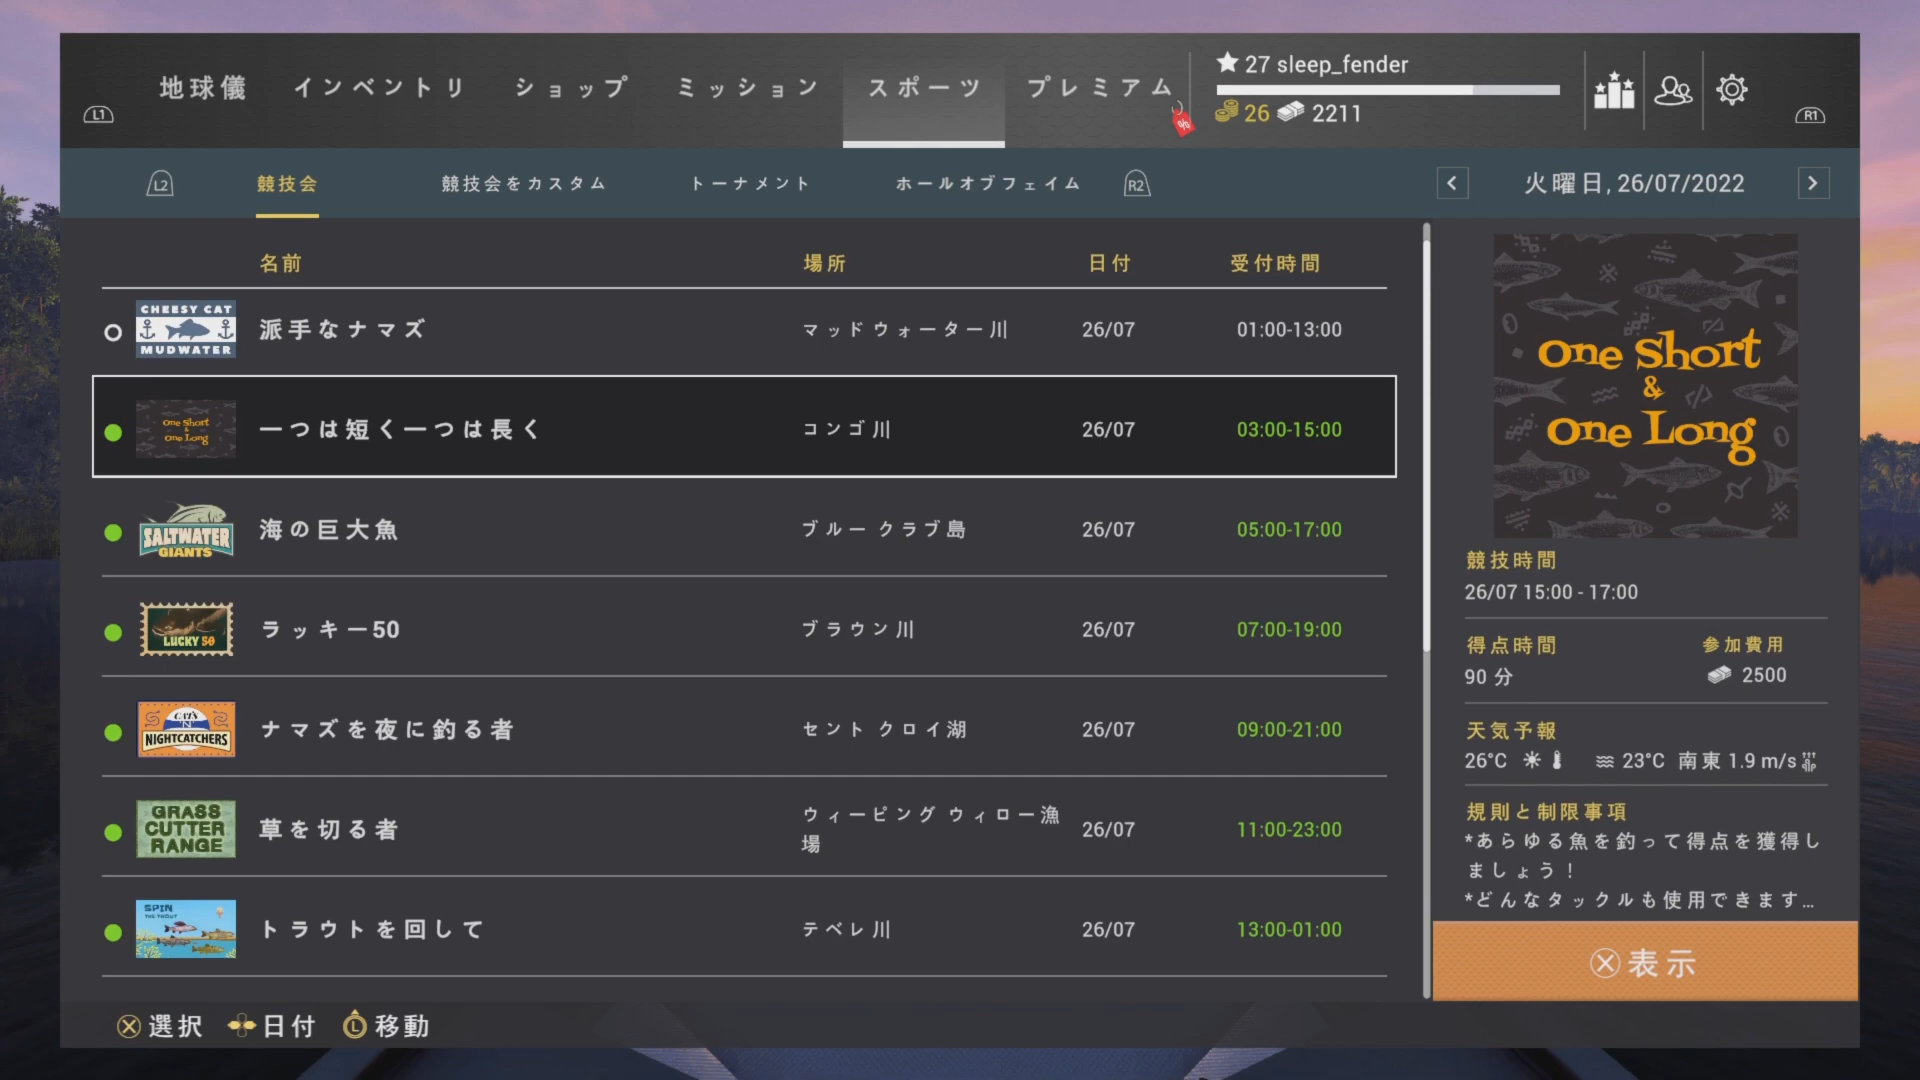 L1
地球儀
インベントリ
ショップ
ミッション
スポーツ
プレミアム
%
27 sleep_fender
26 2211
R1
L2
競技会
競技会をカスタム
トーナメント
ホールオブフェイム
R2
火曜日, 26/07/2022
名前 場所 日付 受付時間
CHEESY CAT
MUDWATER
派手なナマズ マッドウォーター川 26/07 01:00-13:00
One Short
&
One Long
一つは短く一つは長く コンゴ川 26/07 03:00-15:00
SALTWATER
GIANTS
海の巨大魚 ブルー クラブ島 26/07 05:00-17:00
LUCKY 50
ラッキー50 ブラウン川 26/07 07:00-19:00
CATS
'N'
NIGHTCATCHERS
ナマズを夜に釣る者 セント クロイ湖 26/07 09:00-21:00
GRASS
CUTTER
RANGE
草を切る者 ウィーピング ウィロー漁
場 26/07 11:00-23:00
SPIN
THE TROUT
トラウトを回して テベレ川 26/07 13:00-01:00
One Short
&
One Long
競技時間
26/07 15:00 - 17:00
得点時間 参加費用
90 分 2500
天気予報
26°C 23°C 南東 1.9 m/s
規則と制限事項
*あらゆる魚を釣って得点を獲得し
ましょう！
*どんなタックルも使用できます...
表示
選択 日付 L 移動